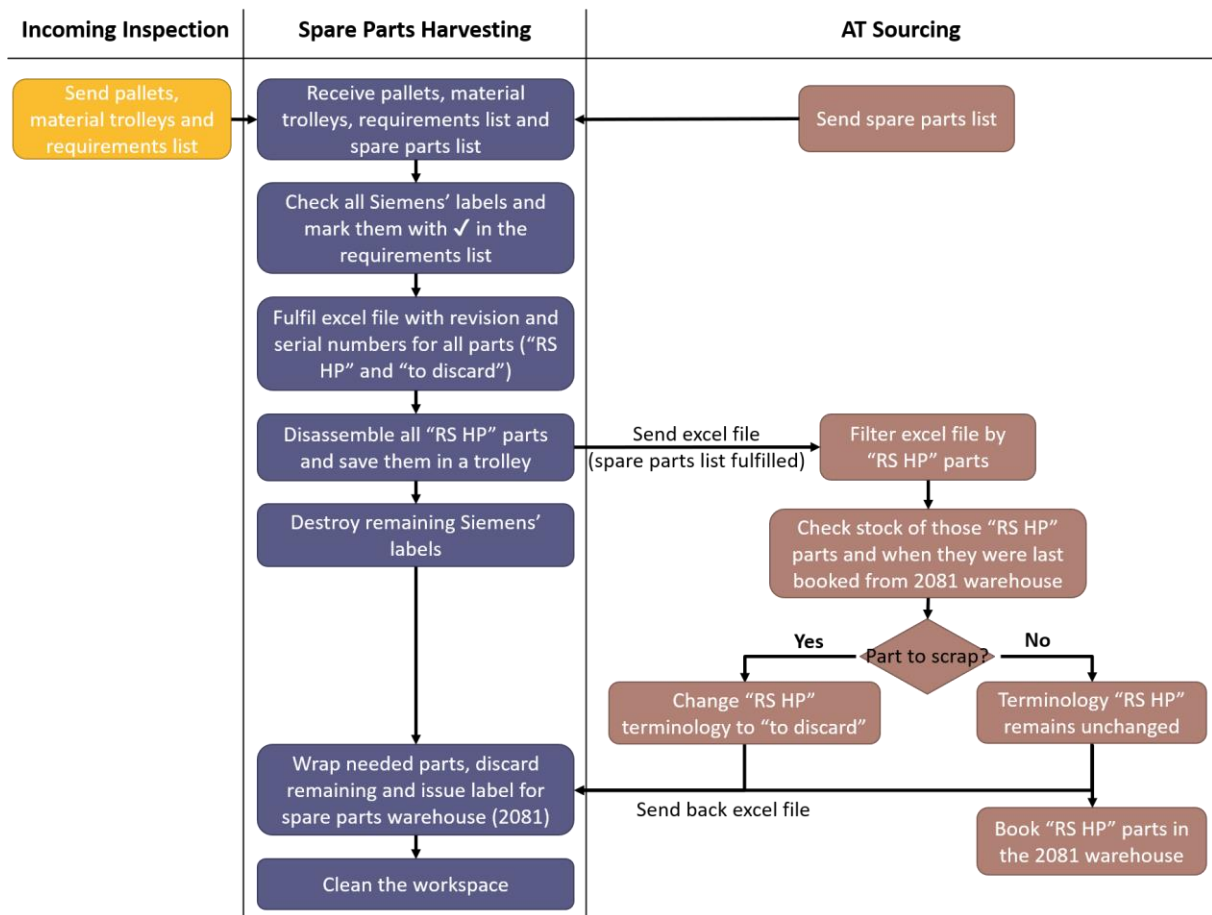 Incoming Inspection
Spare Parts Harvesting
AT Sourcing
Send pallets,
material trolleys and
requirements list
Receive pallets, material
trolleys, requirements list and
spare parts list
Send spare parts list
Check all Siemens’ labels and
mark them with ✓ in the
requirements list
Fulfil excel file with revision and
serial numbers for all parts (“RS
HP” and “to discard”)
Disassemble all “RS HP” parts
and save them in a trolley
Send excel file
(spare parts list fulfilled)
Filter excel file by
“RS HP” parts
Destroy remaining Siemens’
labels
Check stock of those “RS HP”
parts and when they were last
booked from 2081 warehouse
Yes
Part to scrap?
No
Change “RS HP”
terminology to “to discard”
Terminology “RS HP”
remains unchanged
Wrap needed parts, discard
remaining and issue label for
spare parts warehouse (2081)
Send back excel file
Book “RS HP” parts in
the 2081 warehouse
Clean the workspace